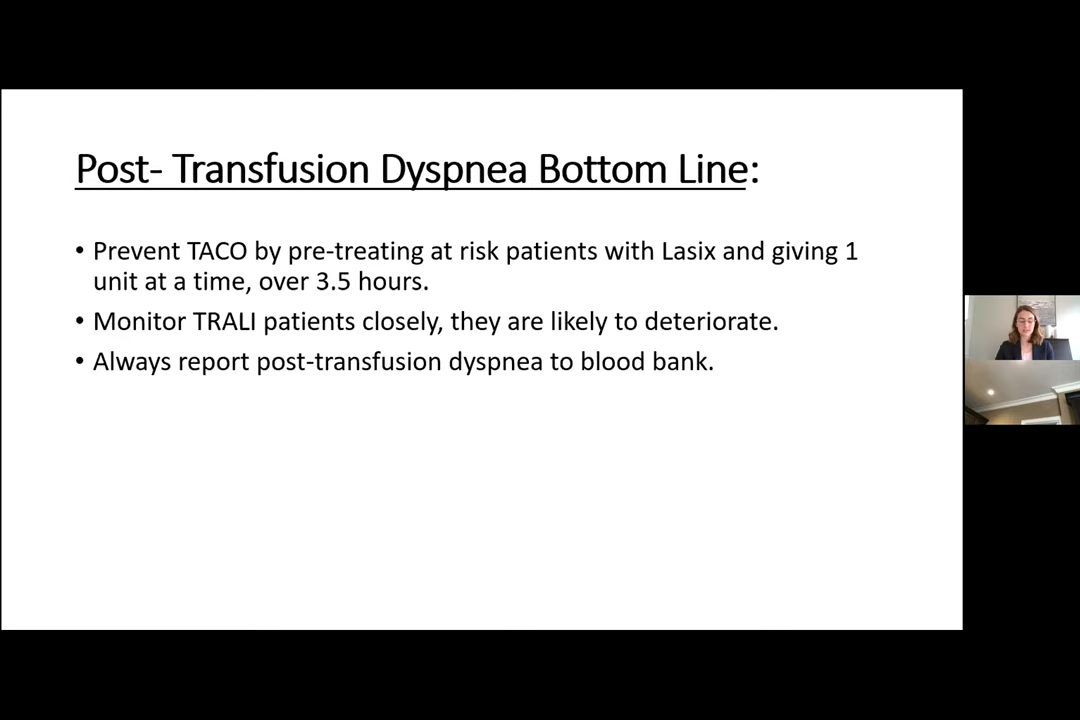 Post- Transfusion Dyspnea Bottom Line:
• Prevent TACO by pre-treating at risk patients with Lasix and giving 1
unit at a time, over 3.5 hours.
• Monitor TRALI patients closely, they are likely to deteriorate.
• Always report post-transfusion dyspnea to blood bank.